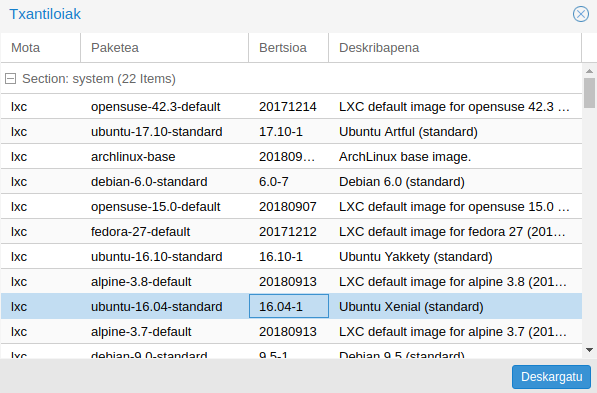 Txantiloiak
Mota Paketea Bertsioa Deskribapena
Section: system (22 Items)
lxc opensuse-42.3-default 20171214 LXC default image for opensuse 42.3 …
lxc ubuntu-17.10-standard 17.10-1 Ubuntu Artful (standard)
lxc archlinux-base 201809… ArchLinux base image.
lxc debian-6.0-standard 6.0-7 Debian 6.0 (standard)
lxc opensuse-15.0-default 20180907 LXC default image for opensuse 15.0 …
lxc fedora-27-default 20171212 LXC default image for fedora 27 (201…
lxc ubuntu-16.10-standard 16.10-1 Ubuntu Yakkety (standard)
lxc alpine-3.8-default 20180913 LXC default image for alpine 3.8 (201…
lxc ubuntu-16.04-standard 16.04-1 Ubuntu Xenial (standard)
lxc alpine-3.7-default 20180913 LXC default image for alpine 3.7 (201…
lxc debian-9.0-standard 9.5-1 Debian 9.5 (standard)
Deskargatu